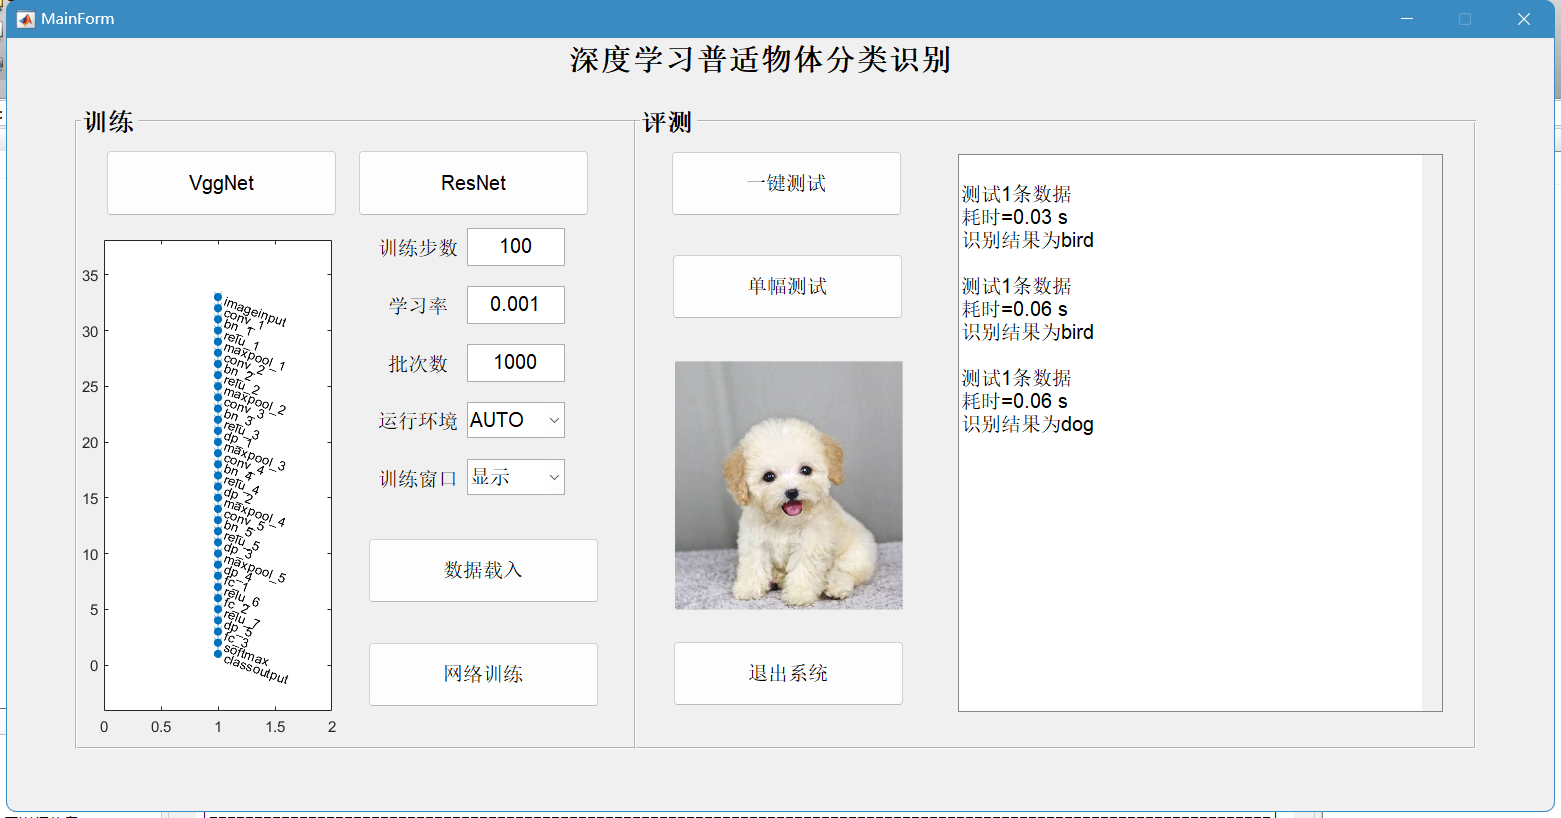 MainForm
深度学习普适物体分类识别
训练
VggNet
ResNet
训练步数 100
学习率 0.001
批次数 1000
运行环境 AUTO
训练窗口 显示
数据载入
网络训练
35
30
25
20
15
10
5
0
0 0.5 1 1.5 2
imageinput
conv_1
bn_1
relu_1
maxpool_1
conv_2
bn_2
relu_2
maxpool_2
conv_3
bn_3
relu_3
dp_1
maxpool_3
conv_4
bn_4
relu_4
dp_2
maxpool_4
conv_5
bn_5
relu_5
dp_3
maxpool_5
dp_4
fc_1
relu_6
fc_2
relu_7
dp_5
fc_3
softmax
classoutput
评测
一键测试
单幅测试
退出系统
测试1条数据
耗时=0.03 s
识别结果为bird
测试1条数据
耗时=0.06 s
识别结果为bird
测试1条数据
耗时=0.06 s
识别结果为dog